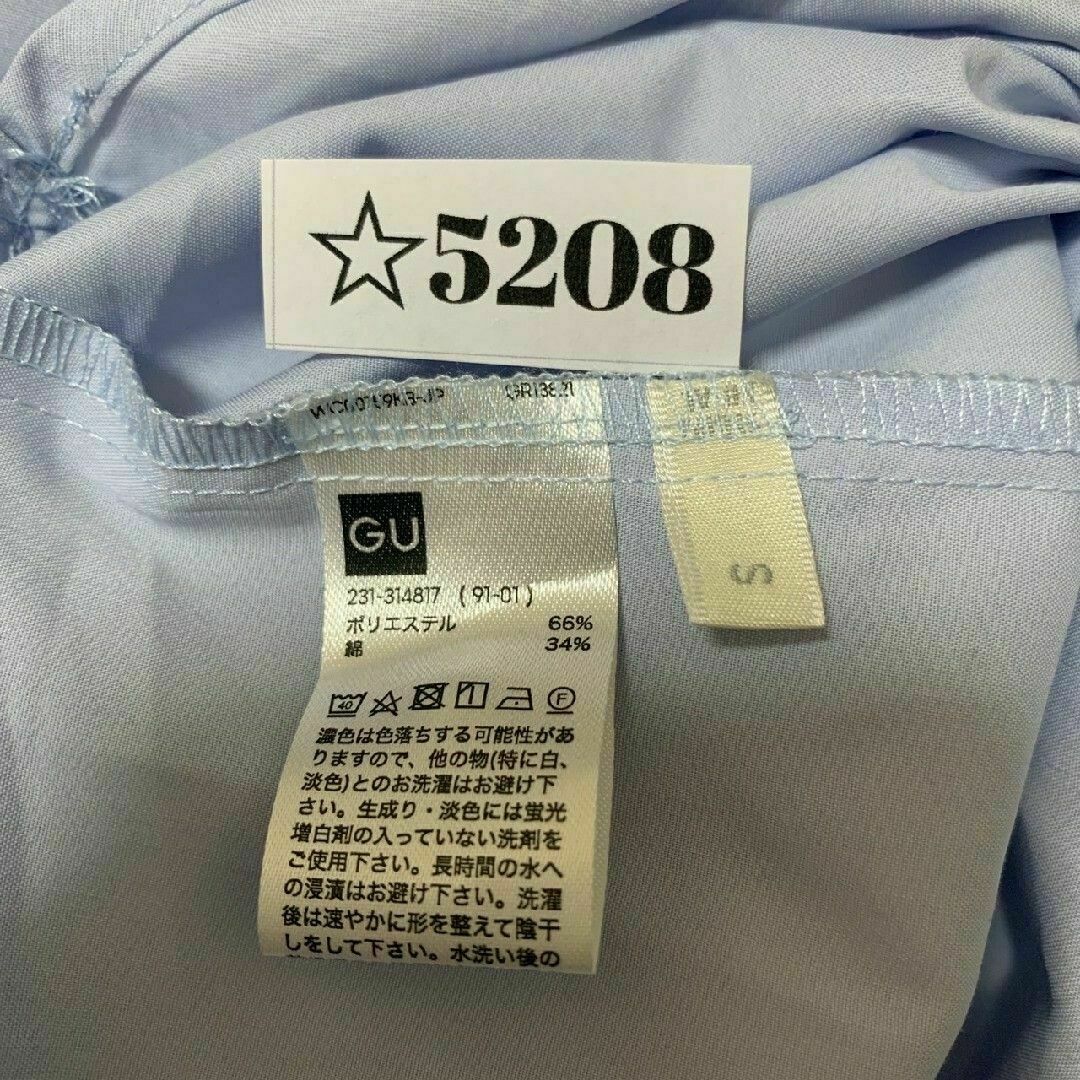 ☆5208
GU
231-314817 (91-01)
ポリエステル 66%
綿 34%
40
F
濃色は色落ちする可能性があ
りますので、他の物(特に白、
淡色)とのお洗濯はお避け下
さい。生成り・淡色には蛍光
増白剤の入っていない洗剤を
ご使用下さい。長時間の水へ
の浸漬はお避け下さい。洗濯
後は速やかに形を整えて陰干
しをして下さい。水洗い後の
S